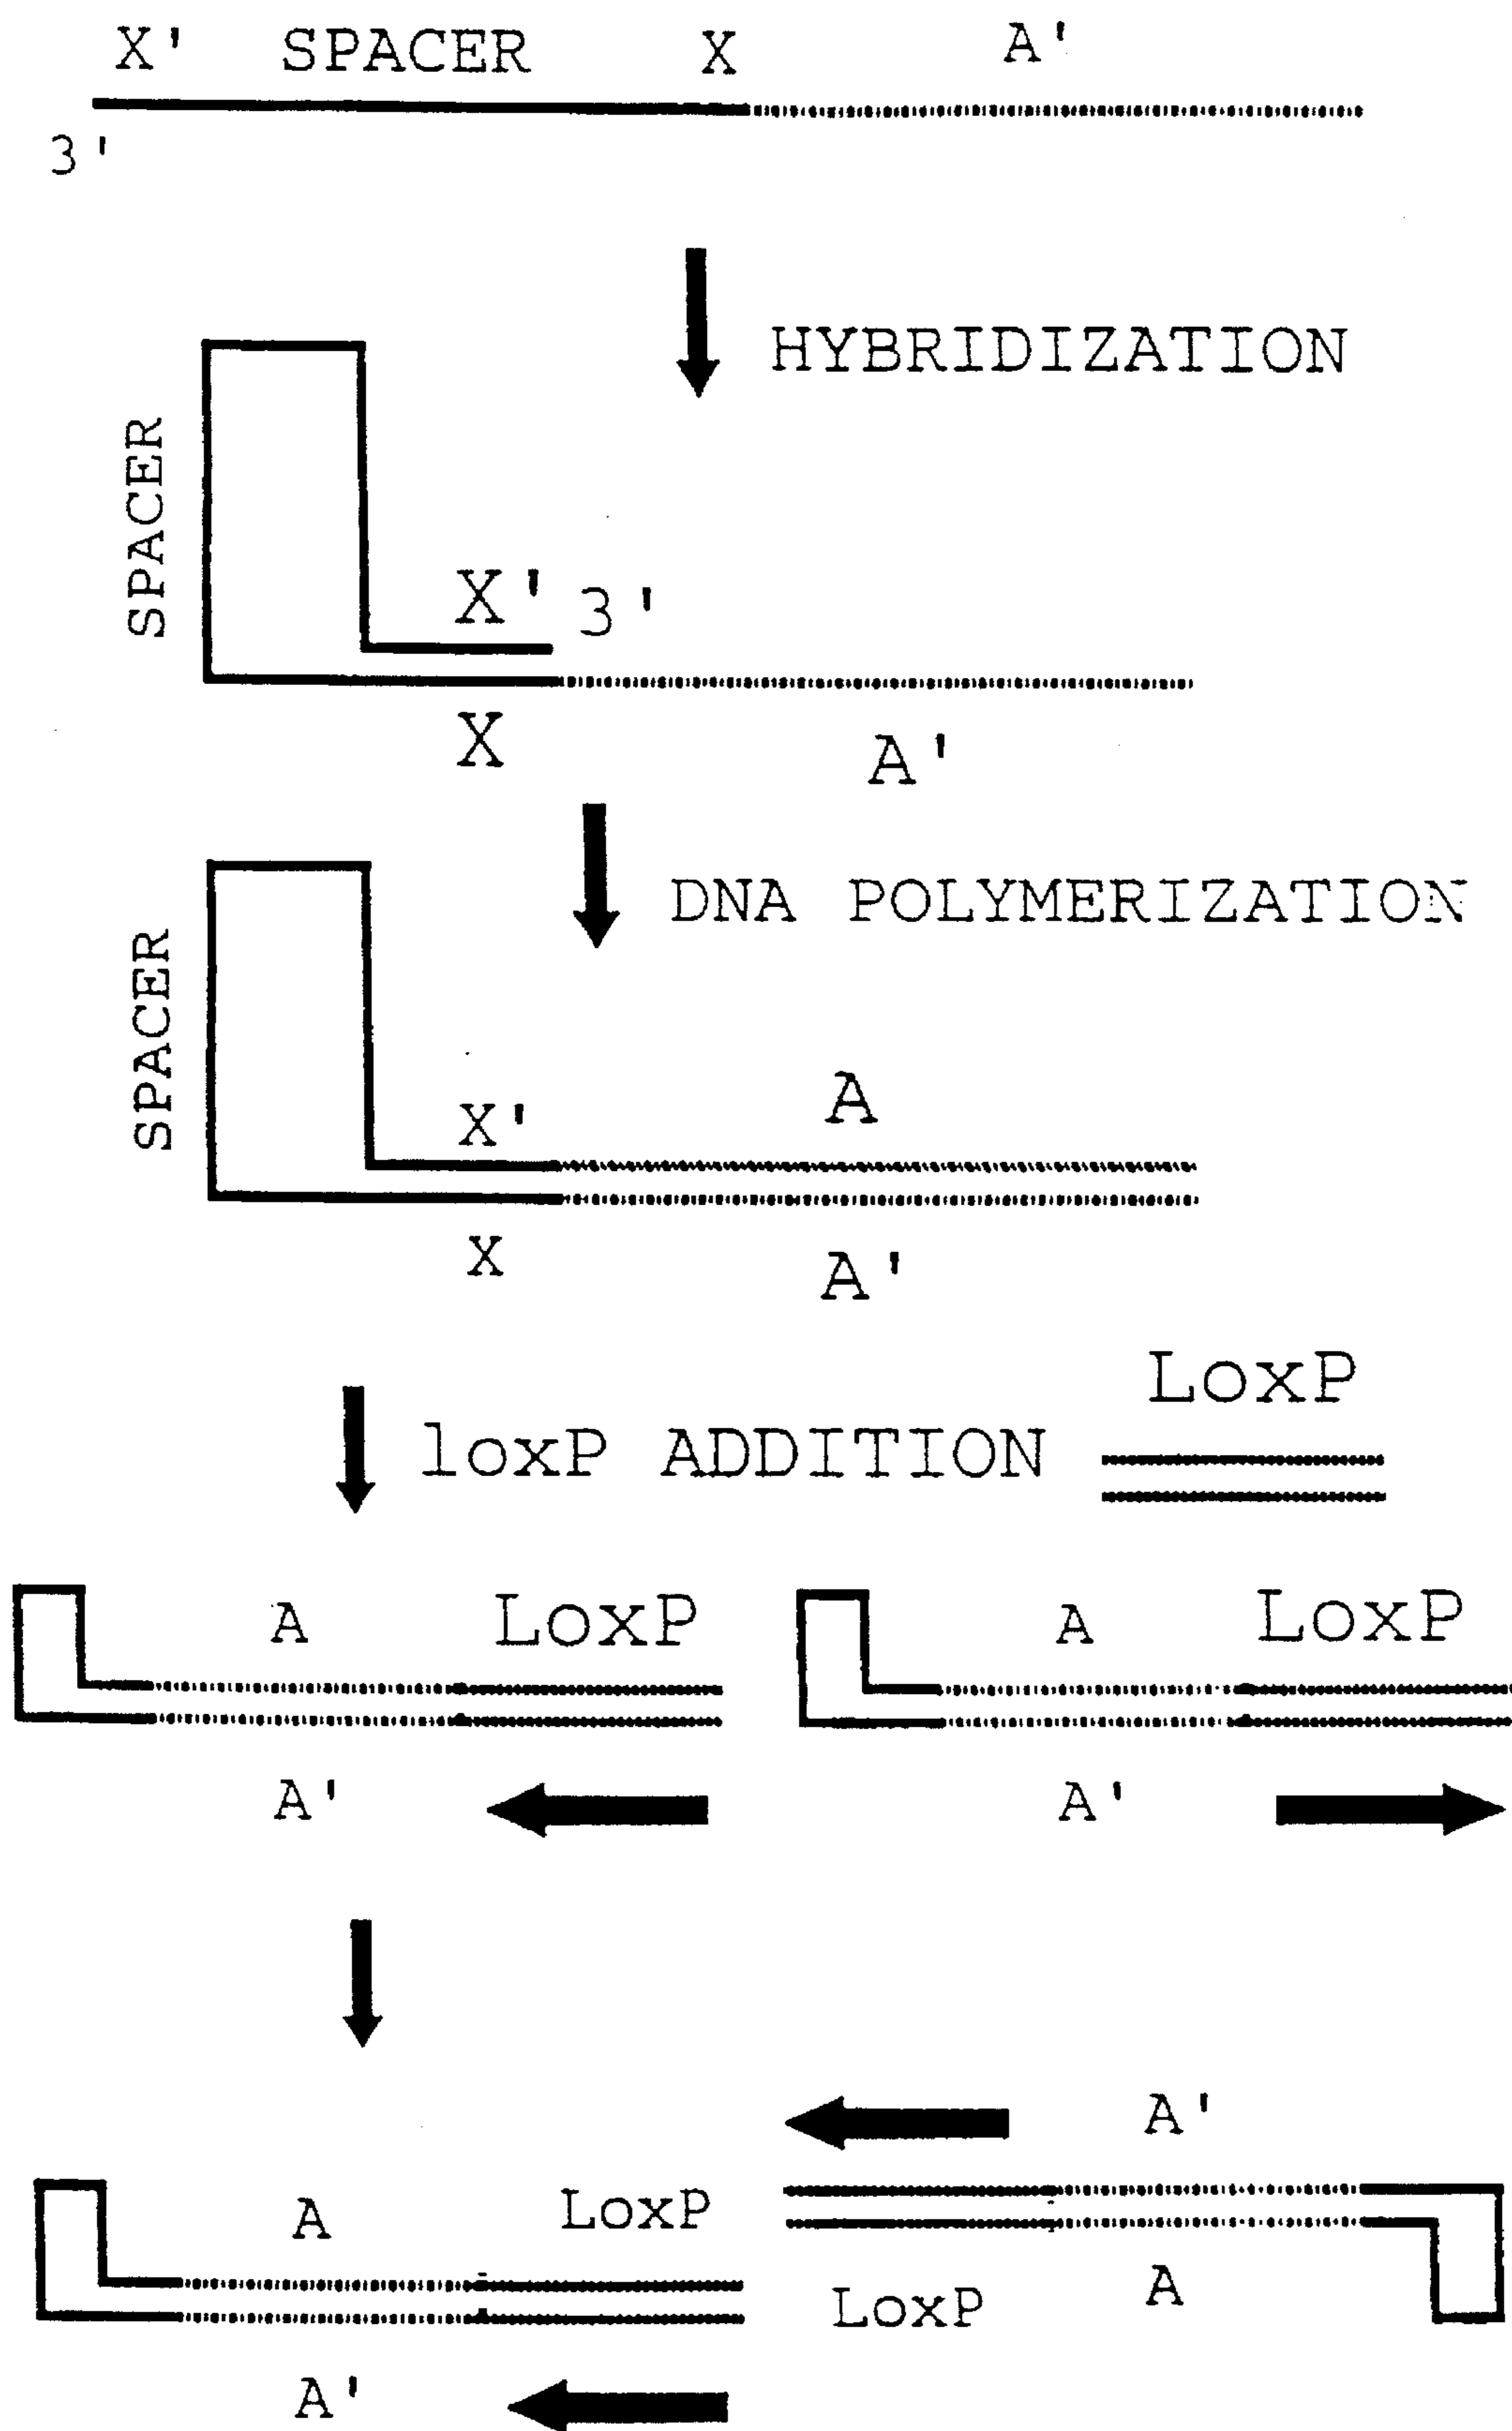 X' SPACER X A'
3'
HYBRIDIZATION
SPACER
X' 3'
X
A'
DNA POLYMERIZATION
SPACER
A
X'
X
A'
LoxP
loxP ADDITION
A LoxP A LoxP
A' A'
A'
A LoxP
LoxP A
A'